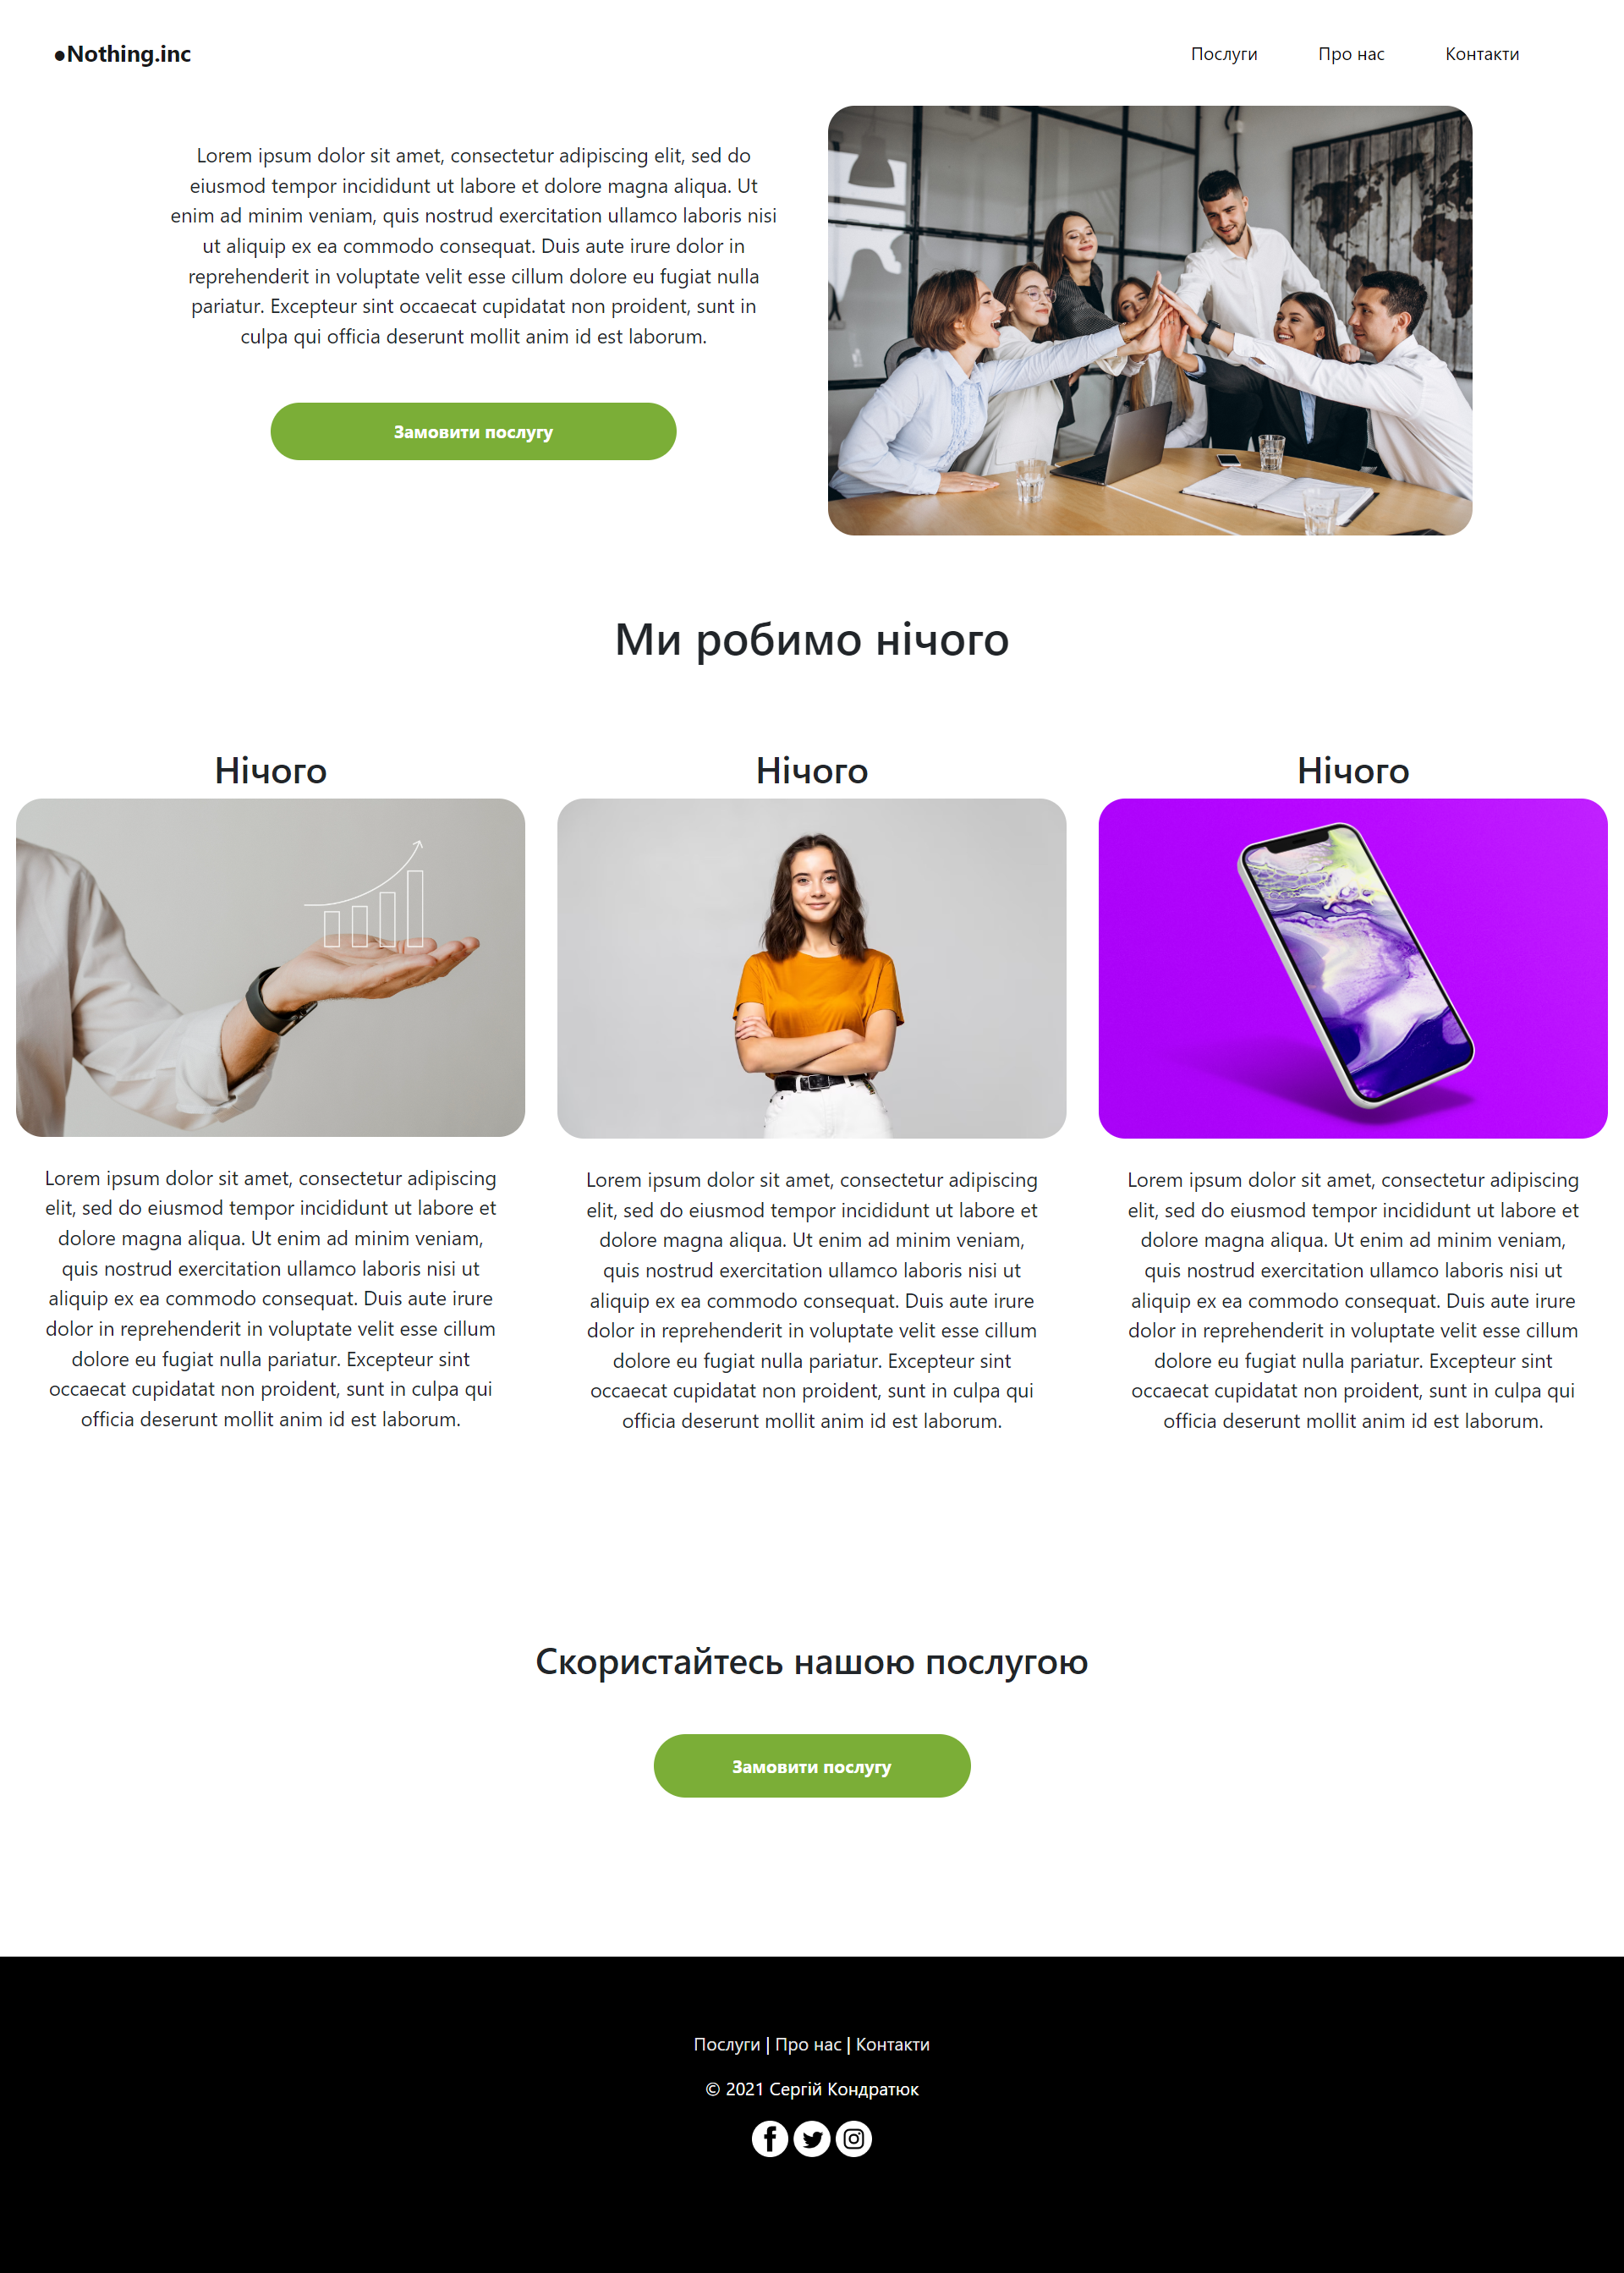 ●Nothing.inc
Послуги Про нас Контакти
Lorem ipsum dolor sit amet, consectetur adipiscing elit, sed do
eiusmod tempor incididunt ut labore et dolore magna aliqua. Ut
enim ad minim veniam, quis nostrud exercitation ullamco laboris nisi
ut aliquip ex ea commodo consequat. Duis aute irure dolor in
reprehenderit in voluptate velit esse cillum dolore eu fugiat nulla
pariatur. Excepteur sint occaecat cupidatat non proident, sunt in
culpa qui officia deserunt mollit anim id est laborum.
Замовити послугу
Ми робимо нічого
Нічого
Lorem ipsum dolor sit amet, consectetur adipiscing
elit, sed do eiusmod tempor incididunt ut labore et
dolore magna aliqua. Ut enim ad minim veniam,
quis nostrud exercitation ullamco laboris nisi ut
aliquip ex ea commodo consequat. Duis aute irure
dolor in reprehenderit in voluptate velit esse cillum
dolore eu fugiat nulla pariatur. Excepteur sint
occaecat cupidatat non proident, sunt in culpa qui
officia deserunt mollit anim id est laborum.
Нічого
Lorem ipsum dolor sit amet, consectetur adipiscing
elit, sed do eiusmod tempor incididunt ut labore et
dolore magna aliqua. Ut enim ad minim veniam,
quis nostrud exercitation ullamco laboris nisi ut
aliquip ex ea commodo consequat. Duis aute irure
dolor in reprehenderit in voluptate velit esse cillum
dolore eu fugiat nulla pariatur. Excepteur sint
occaecat cupidatat non proident, sunt in culpa qui
officia deserunt mollit anim id est laborum.
Нічого
Lorem ipsum dolor sit amet, consectetur adipiscing
elit, sed do eiusmod tempor incididunt ut labore et
dolore magna aliqua. Ut enim ad minim veniam,
quis nostrud exercitation ullamco laboris nisi ut
aliquip ex ea commodo consequat. Duis aute irure
dolor in reprehenderit in voluptate velit esse cillum
dolore eu fugiat nulla pariatur. Excepteur sint
occaecat cupidatat non proident, sunt in culpa qui
officia deserunt mollit anim id est laborum.
Скористайтесь нашою послугою
Замовити послугу
Послуги | Про нас | Контакти
© 2021 Сергій Кондратюк